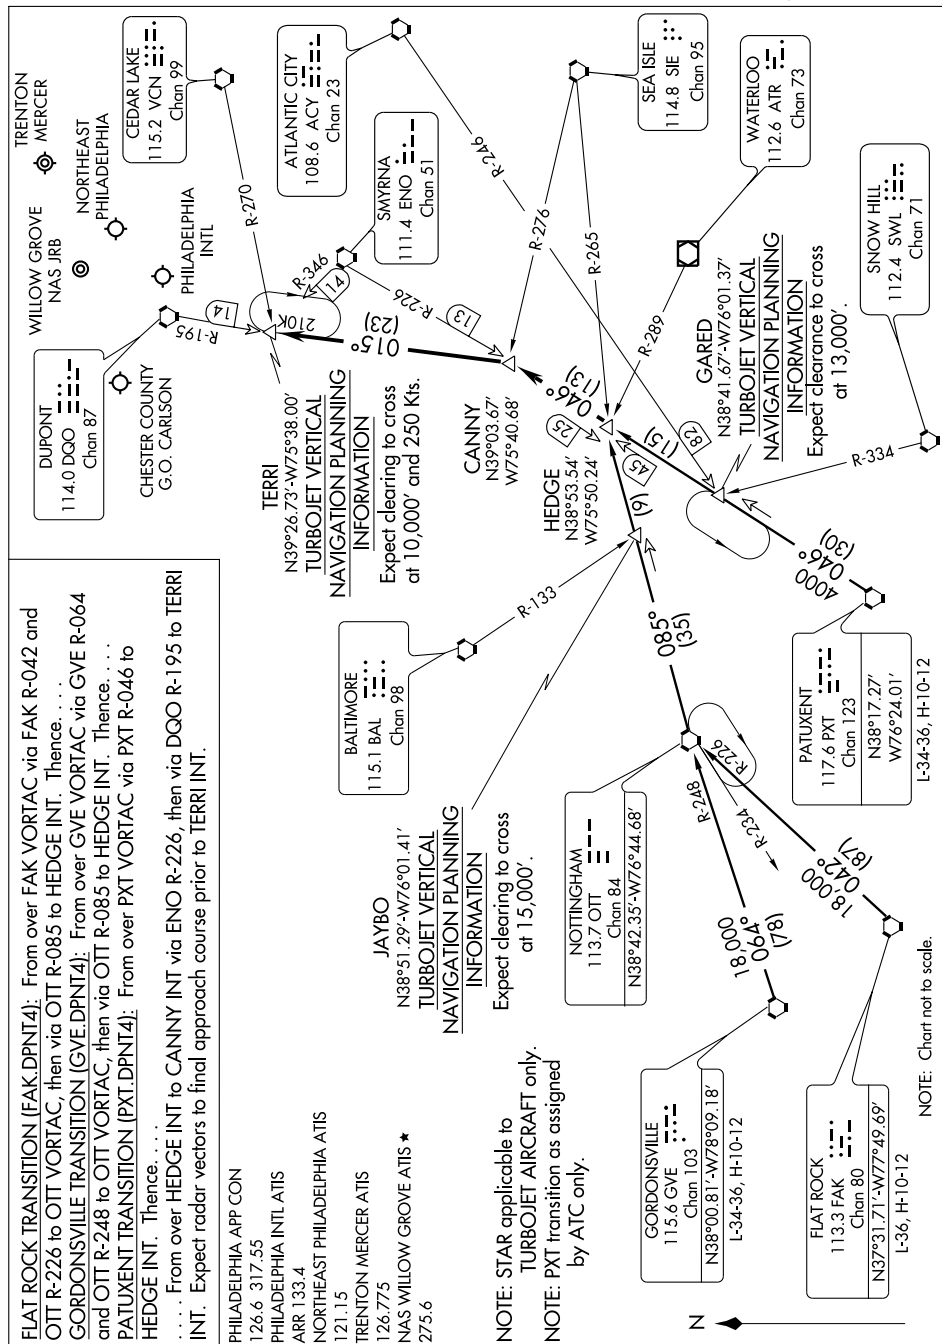 FLAT ROCK TRANSITION (FAK.DPNT4): From over FAK VORTAC via FAK R-042 and
OTT R-226 to OTT VORTAC, then via OTT R-085 to HEDGE INT. Thence. . . .
GORDONSVILLE TRANSITION (GVE.DPNT4): From over GVE VORTAC via GVE R-064
and OTT R-248 to OTT VORTAC, then via OTT R-085 to HEDGE INT. Thence. . . .
PATUXENT TRANSITION (PXT.DPNT4): From over PXT VORTAC via PXT R-046 to
HEDGE INT. Thence. . . .
. . . . From over HEDGE INT to CANNY INT via ENO R-226, then via DQO R-195 to TERRI
INT. Expect radar vectors to final approach course prior to TERRI INT.
PHILADELPHIA APP CON
126.6 317.55
PHILADELPHIA INTL ATIS
ARR 133.4
NORTHEAST PHILADELPHIA ATIS
121.15
TRENTON MERCER ATIS
126.775
NAS WILLOW GROVE ATIS ★
275.6
NOTE: STAR applicable to
TURBOJET AIRCRAFT only.
NOTE: PXT transition as assigned
by ATC only.
WILLOW GROVE
NAS JRB
TRENTON
MERCER
NORTHEAST
PHILADELPHIA
PHILADELPHIA
INTL
CHESTER COUNTY
G.O. CARLSON
DUPONT
114.0 DQO
Chan 87
CEDAR LAKE
115.2 VCN
Chan 99
ATLANTIC CITY
108.6 ACY
Chan 23
SMYRNA
111.4 ENO
Chan 51
SEA ISLE
114.8 SIE
Chan 95
WATERLOO
112.6 ATR
Chan 73
SNOW HILL
112.4 SWL
Chan 71
R-195
14
R-270
R-346
14
210K
R-226
13
R-246
R-276
R-265
R-289
R-334
015°
(23)
TERRI
N39°26.73'-W75°38.00'
TURBOJET VERTICAL
NAVIGATION PLANNING
INFORMATION
Expect clearing to cross
at 10,000' and 250 Kts.
CANNY
N39°03.67'
W75°40.68'
046°
(13)
25
HEDGE
N38°53.54'
W75°50.24'
45
(15)
82
(9)
GARED
N38°41.67'-W76°01.37'
TURBOJET VERTICAL
NAVIGATION PLANNING
INFORMATION
Expect clearance to cross
at 13,000'.
BALTIMORE
115.1 BAL
Chan 98
R-133
JAYBO
N38°51.29'-W76°01.41'
TURBOJET VERTICAL
NAVIGATION PLANNING
INFORMATION
Expect clearing to cross
at 15,000'.
085°
(35)
4000
046°
(30)
NOTTINGHAM
113.7 OTT
Chan 84
N38°42.35'-W76°44.68'
R-248
R-226
R-234
18,000
064°
(78)
18,000
042°
(87)
PATUXENT
117.6 PXT
Chan 123
N38°17.27'
W76°24.01'
L-34-36, H-10-12
GORDONSVILLE
115.6 GVE
Chan 103
N38°00.81'-W78°09.18'
L-34-36, H-10-12
FLAT ROCK
113.3 FAK
Chan 80
N37°31.71'-W77°49.69'
L-36, H-10-12
NOTE: Chart not to scale.
N